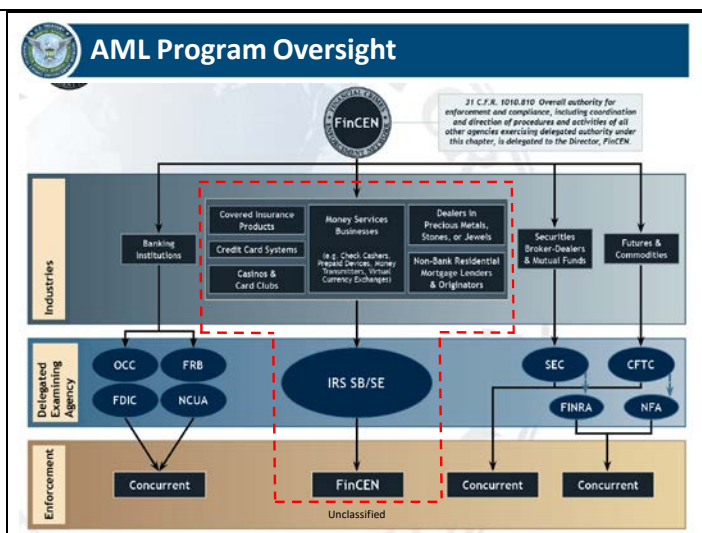 AML Program Oversight
FINANCIAL CRIMES
FinCEN
ENFORCEMENT NETWORK
31 C.F.R. 1010.810 Overall authority for
enforcement and compliance, including coordination
and direction of procedures and activities of all
other agencies exercising delegated authority under
this chapter, is delegated to the Director, FinCEN.
Industries
Banking
Institutions
Covered Insurance
Products
Credit Card Systems
Casinos &
Card Clubs
Money Services
Businesses
(e.g. Check Cashers,
Prepaid Devices, Money
Transmitters, Virtual
Currency Exchanges)
Dealers in
Precious Metals,
Stones, or Jewels
Non-Bank Residential
Mortgage Lenders
& Originators
Securities
Broker-Dealers
& Mutual Funds
Futures &
Commodities
Delegated
Examining
Agency
OCC
FRB
FDIC
NCUA
IRS SB/SE
SEC
CFTC
FINRA
NFA
Enforcement
Concurrent
FinCEN
Concurrent
Concurrent
Unclassified